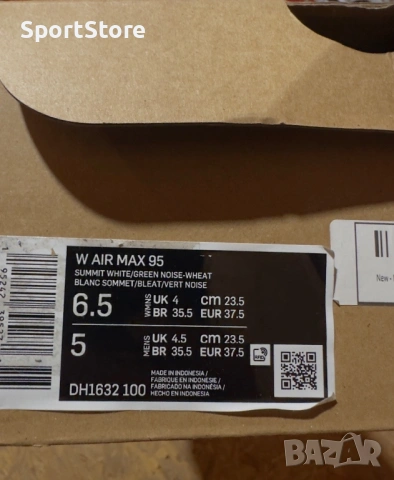 SportStore
W AIR MAX 95
SUMMIT WHITE/GREEN NOISE-WHEAT
BLANC SOMMET/BLEAT/VERT NOISE
6.5 WMNS UK 4 CM 23.5
BR 35.5 EUR 37.5
5 MENS UK 4.5 CM 23.5
BR 35.5 EUR 37.5
DH1632 100
MADE IN INDONESIA /
FABRIQUE EN INDONESIE /
FABRICADO NA INDONÉSIA /
HECHO EN INDONESIA
New
BAZAR